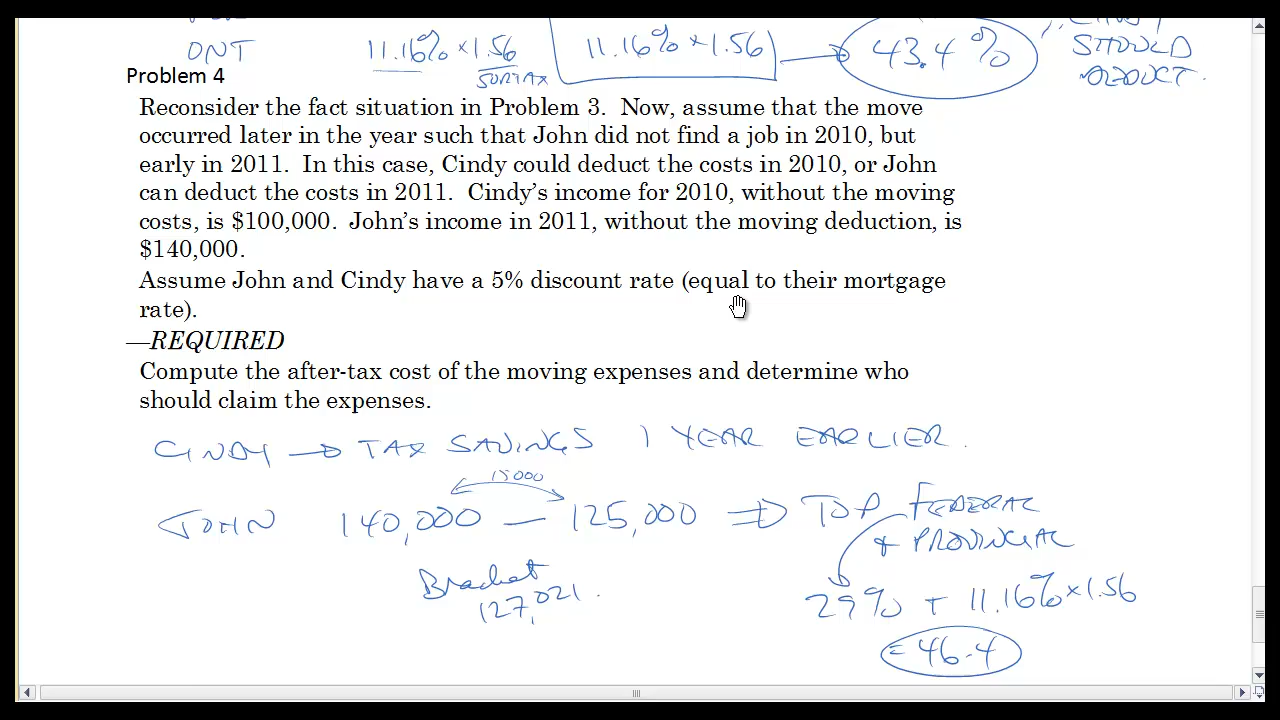 ONT 11.16% × 1.56 11.16% × 1.56 → 43.4%
SURTAX
SHOULD
DEDUCT.
Problem 4
Reconsider the fact situation in Problem 3. Now, assume that the move
occurred later in the year such that John did not find a job in 2010, but
early in 2011. In this case, Cindy could deduct the costs in 2010, or John
can deduct the costs in 2011. Cindy's income for 2010, without the moving
costs, is $100,000. John's income in 2011, without the moving deduction, is
$140,000.
Assume John and Cindy have a 5% discount rate (equal to their mortgage
rate).
—REQUIRED
Compute the after-tax cost of the moving expenses and determine who
should claim the expenses.
CINDY → TAX SAVINGS 1 YEAR EARLIER.
15000
JOHN 140,000 — 125,000 ⇒ TOP FEDERAL
+ PROVINCIAL
Bracket
127,021.
29% + 11.16% × 1.56
= 46.4